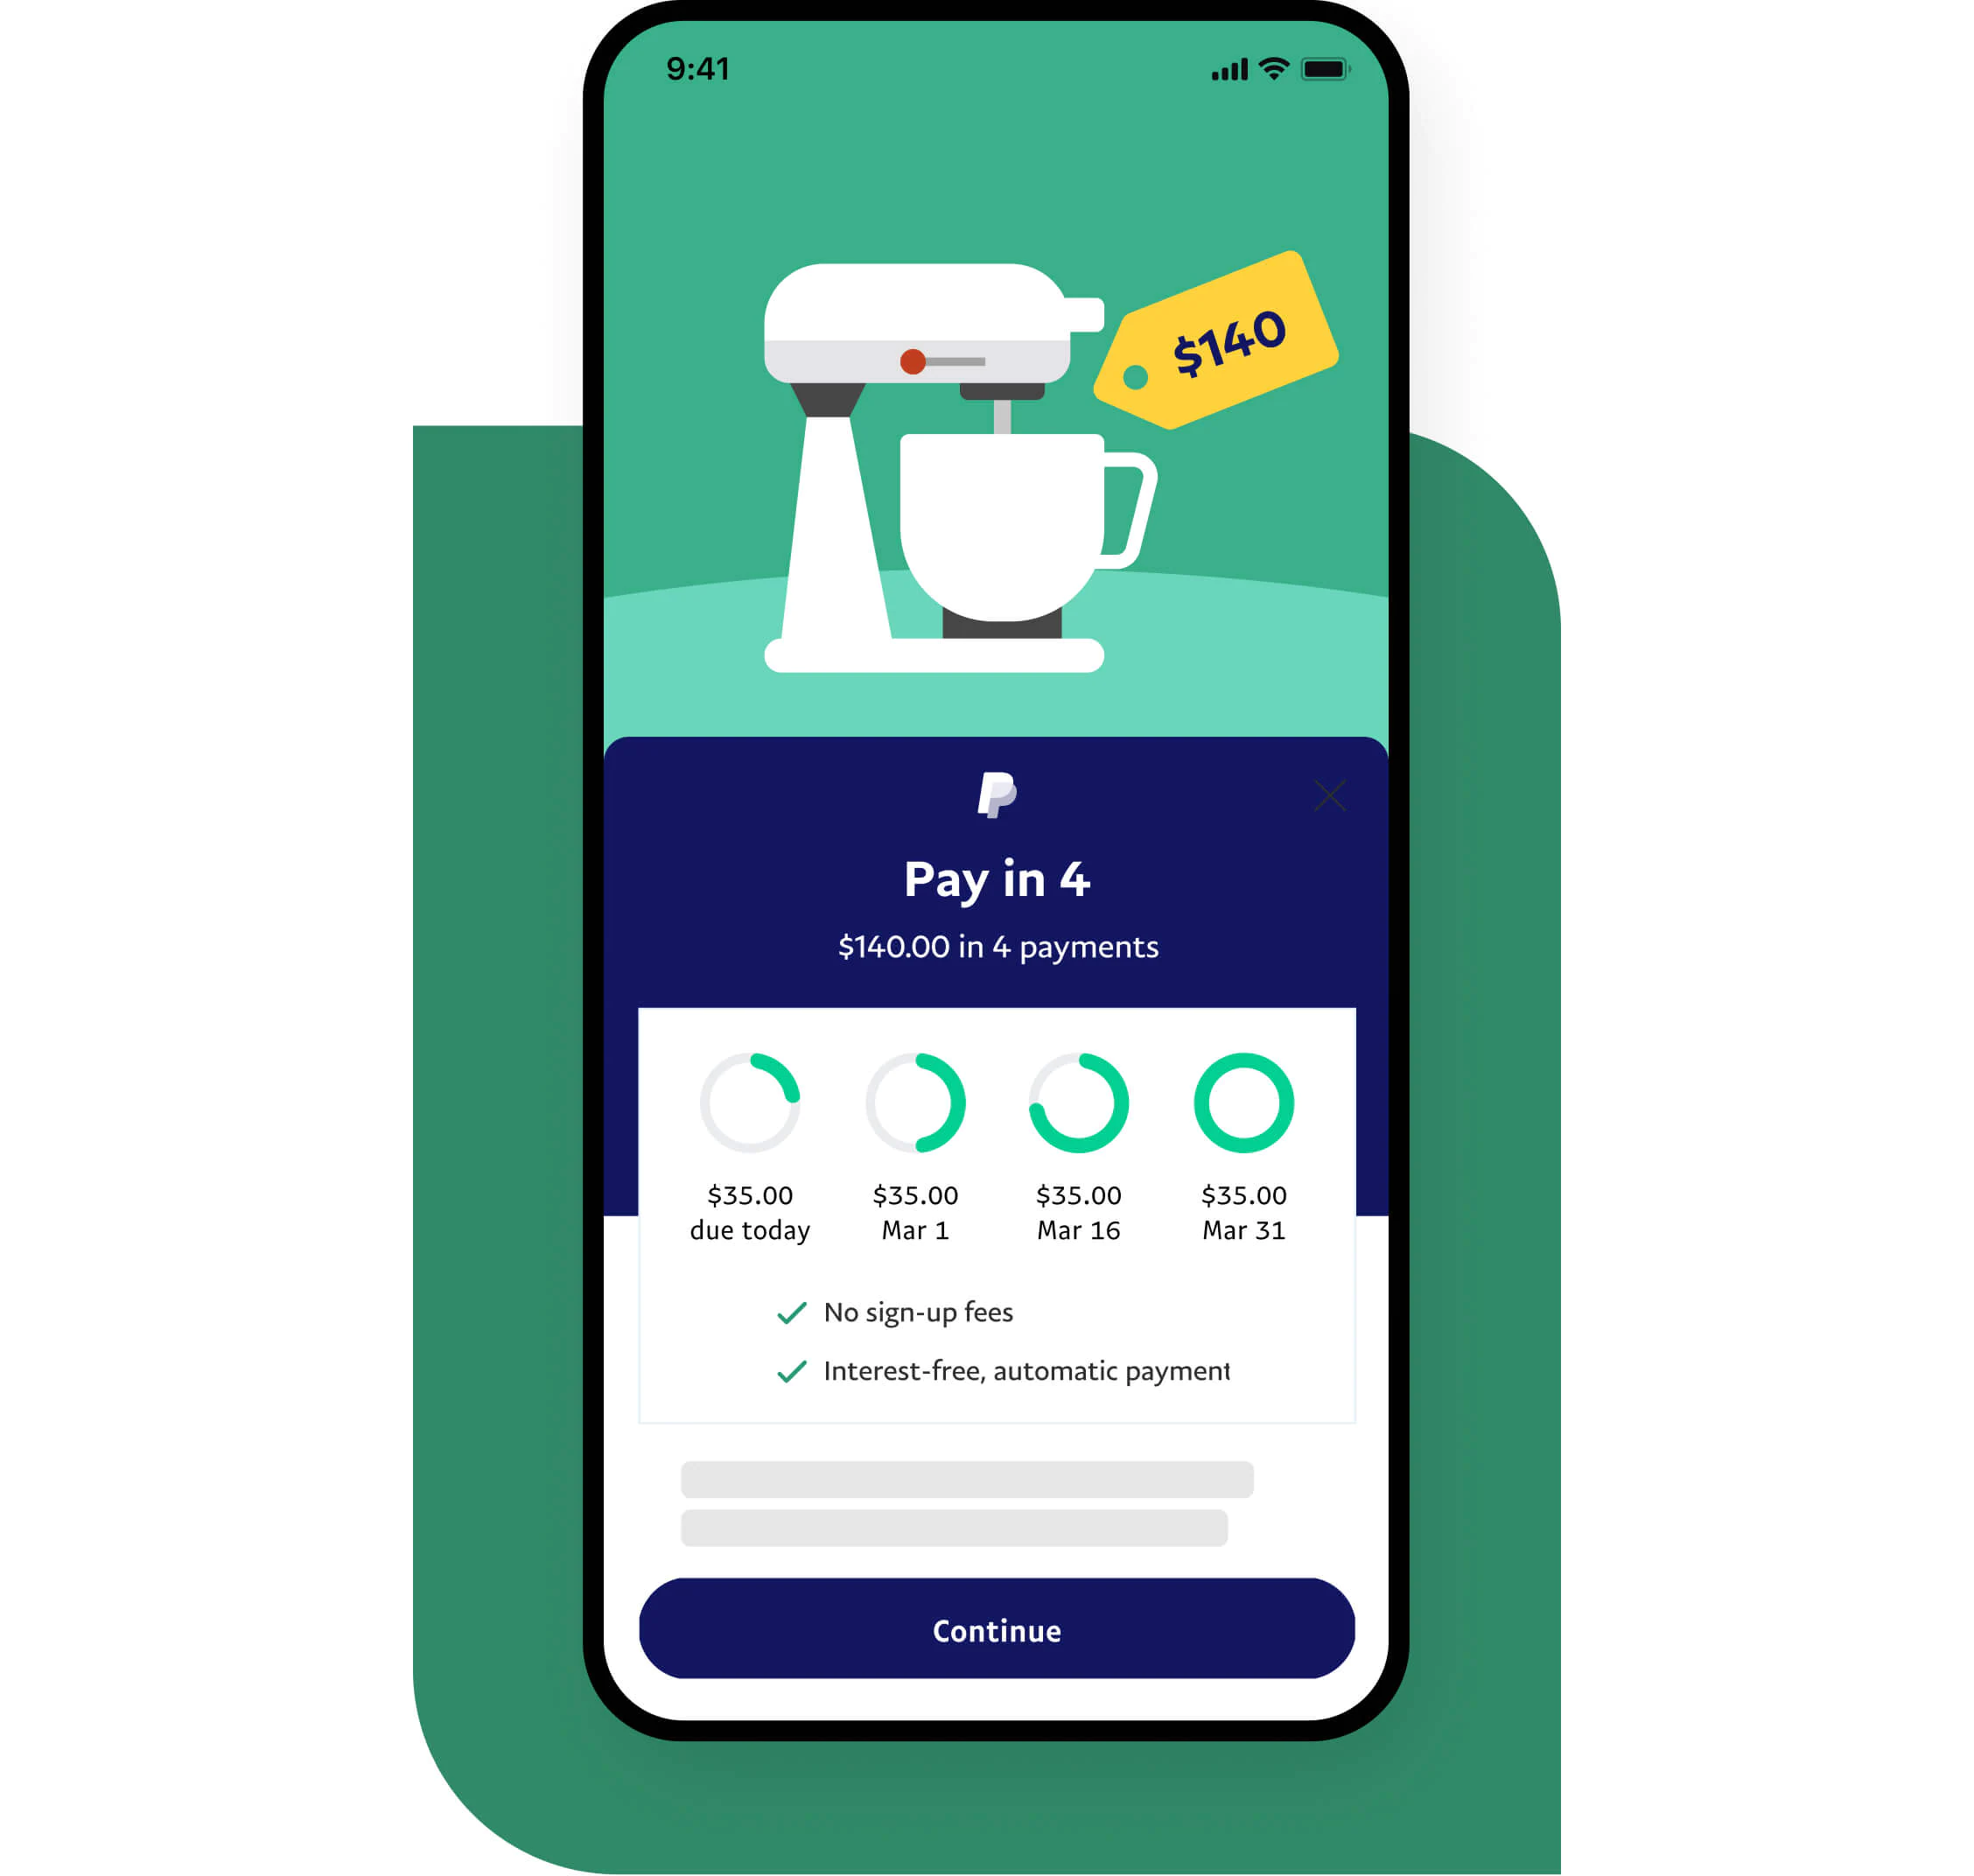 9:41
$140
Pay in 4
$140.00 in 4 payments
$35.00 $35.00 $35.00 $35.00
due today Mar 1 Mar 16 Mar 31
No sign-up fees
Interest-free, automatic payment
Continue